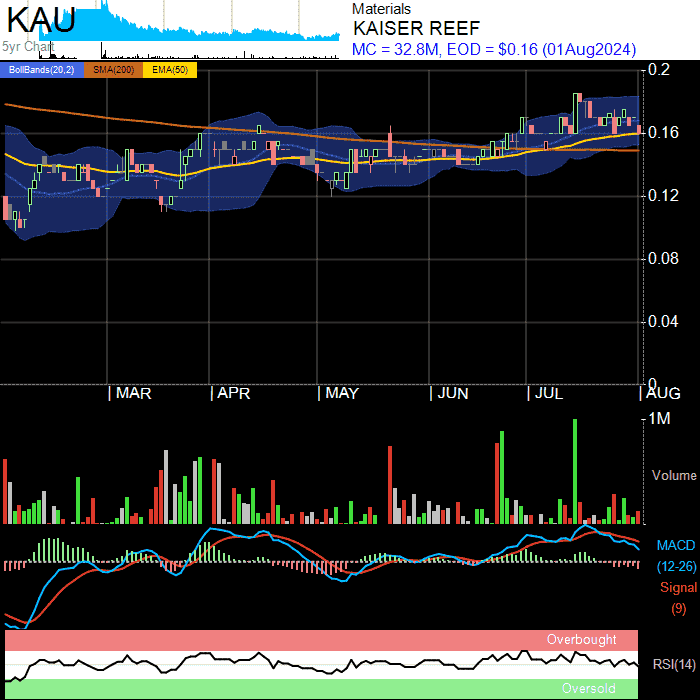 KAU
Materials
KAISER REEF
5yr Chart
MC = 32.8M, EOD = $0.16 (01Aug2024)
BollBands(20,2) SMA(200) EMA(50)
0.2
0.16
0.12
0.08
0.04
0
MAR APR MAY JUN JUL AUG
1M
Volume
MACD
(12-26)
Signal
(9)
Overbought
RSI(14)
Oversold